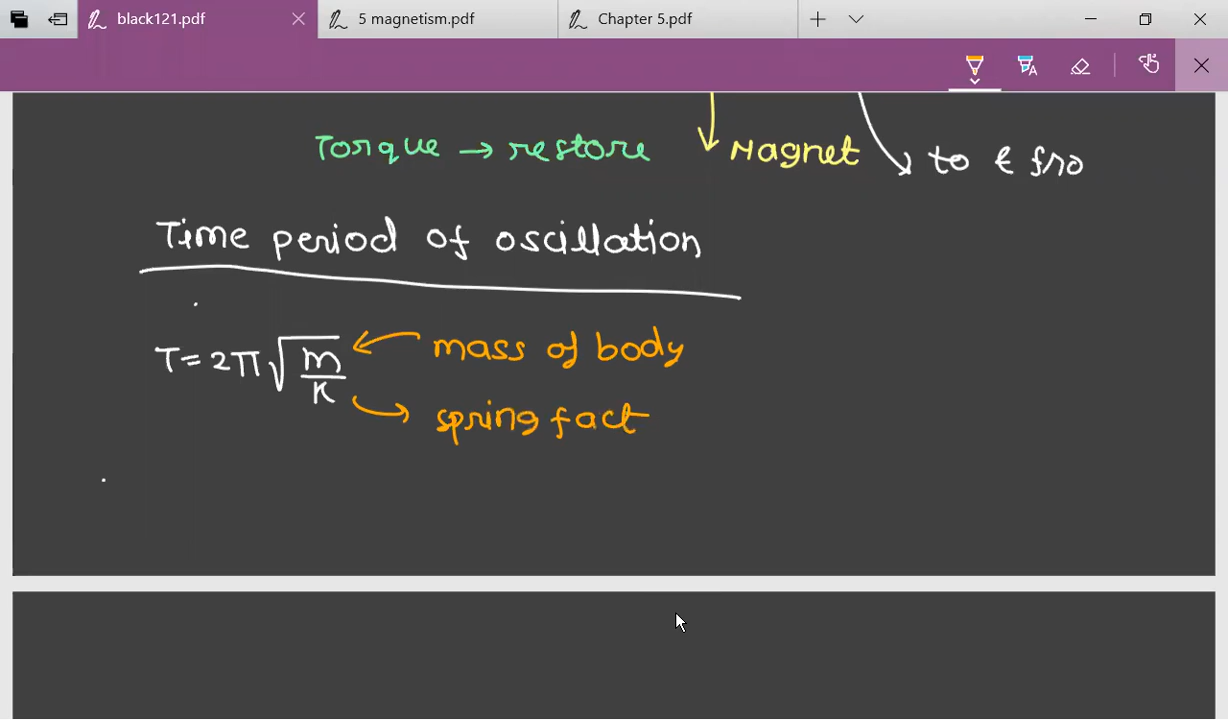 black121.pdf 5 magnetism.pdf Chapter 5.pdf
Torque → restore Magnet to & fro
Time period of oscillation
T = 2π√(m/K) mass of body
spring fact